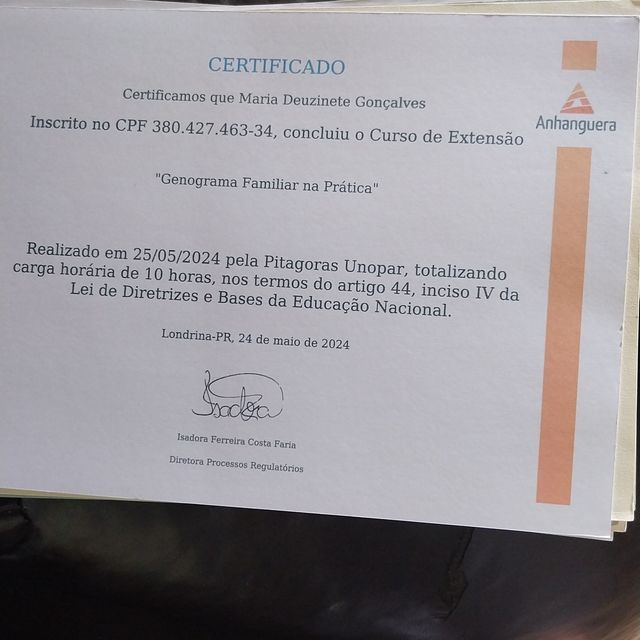 CERTIFICADO
Anhanguera
Certificamos que Maria Deuzinete Gonçalves
Inscrito no CPF 380.427.463-34, concluiu o Curso de Extensão
"Genograma Familiar na Prática"
Realizado em 25/05/2024 pela Pitagoras Unopar, totalizando
carga horária de 10 horas, nos termos do artigo 44, inciso IV da
Lei de Diretrizes e Bases da Educação Nacional.
Londrina-PR, 24 de maio de 2024
Isadora
Isadora Ferreira Costa Faria
Diretora Processos Regulatórios